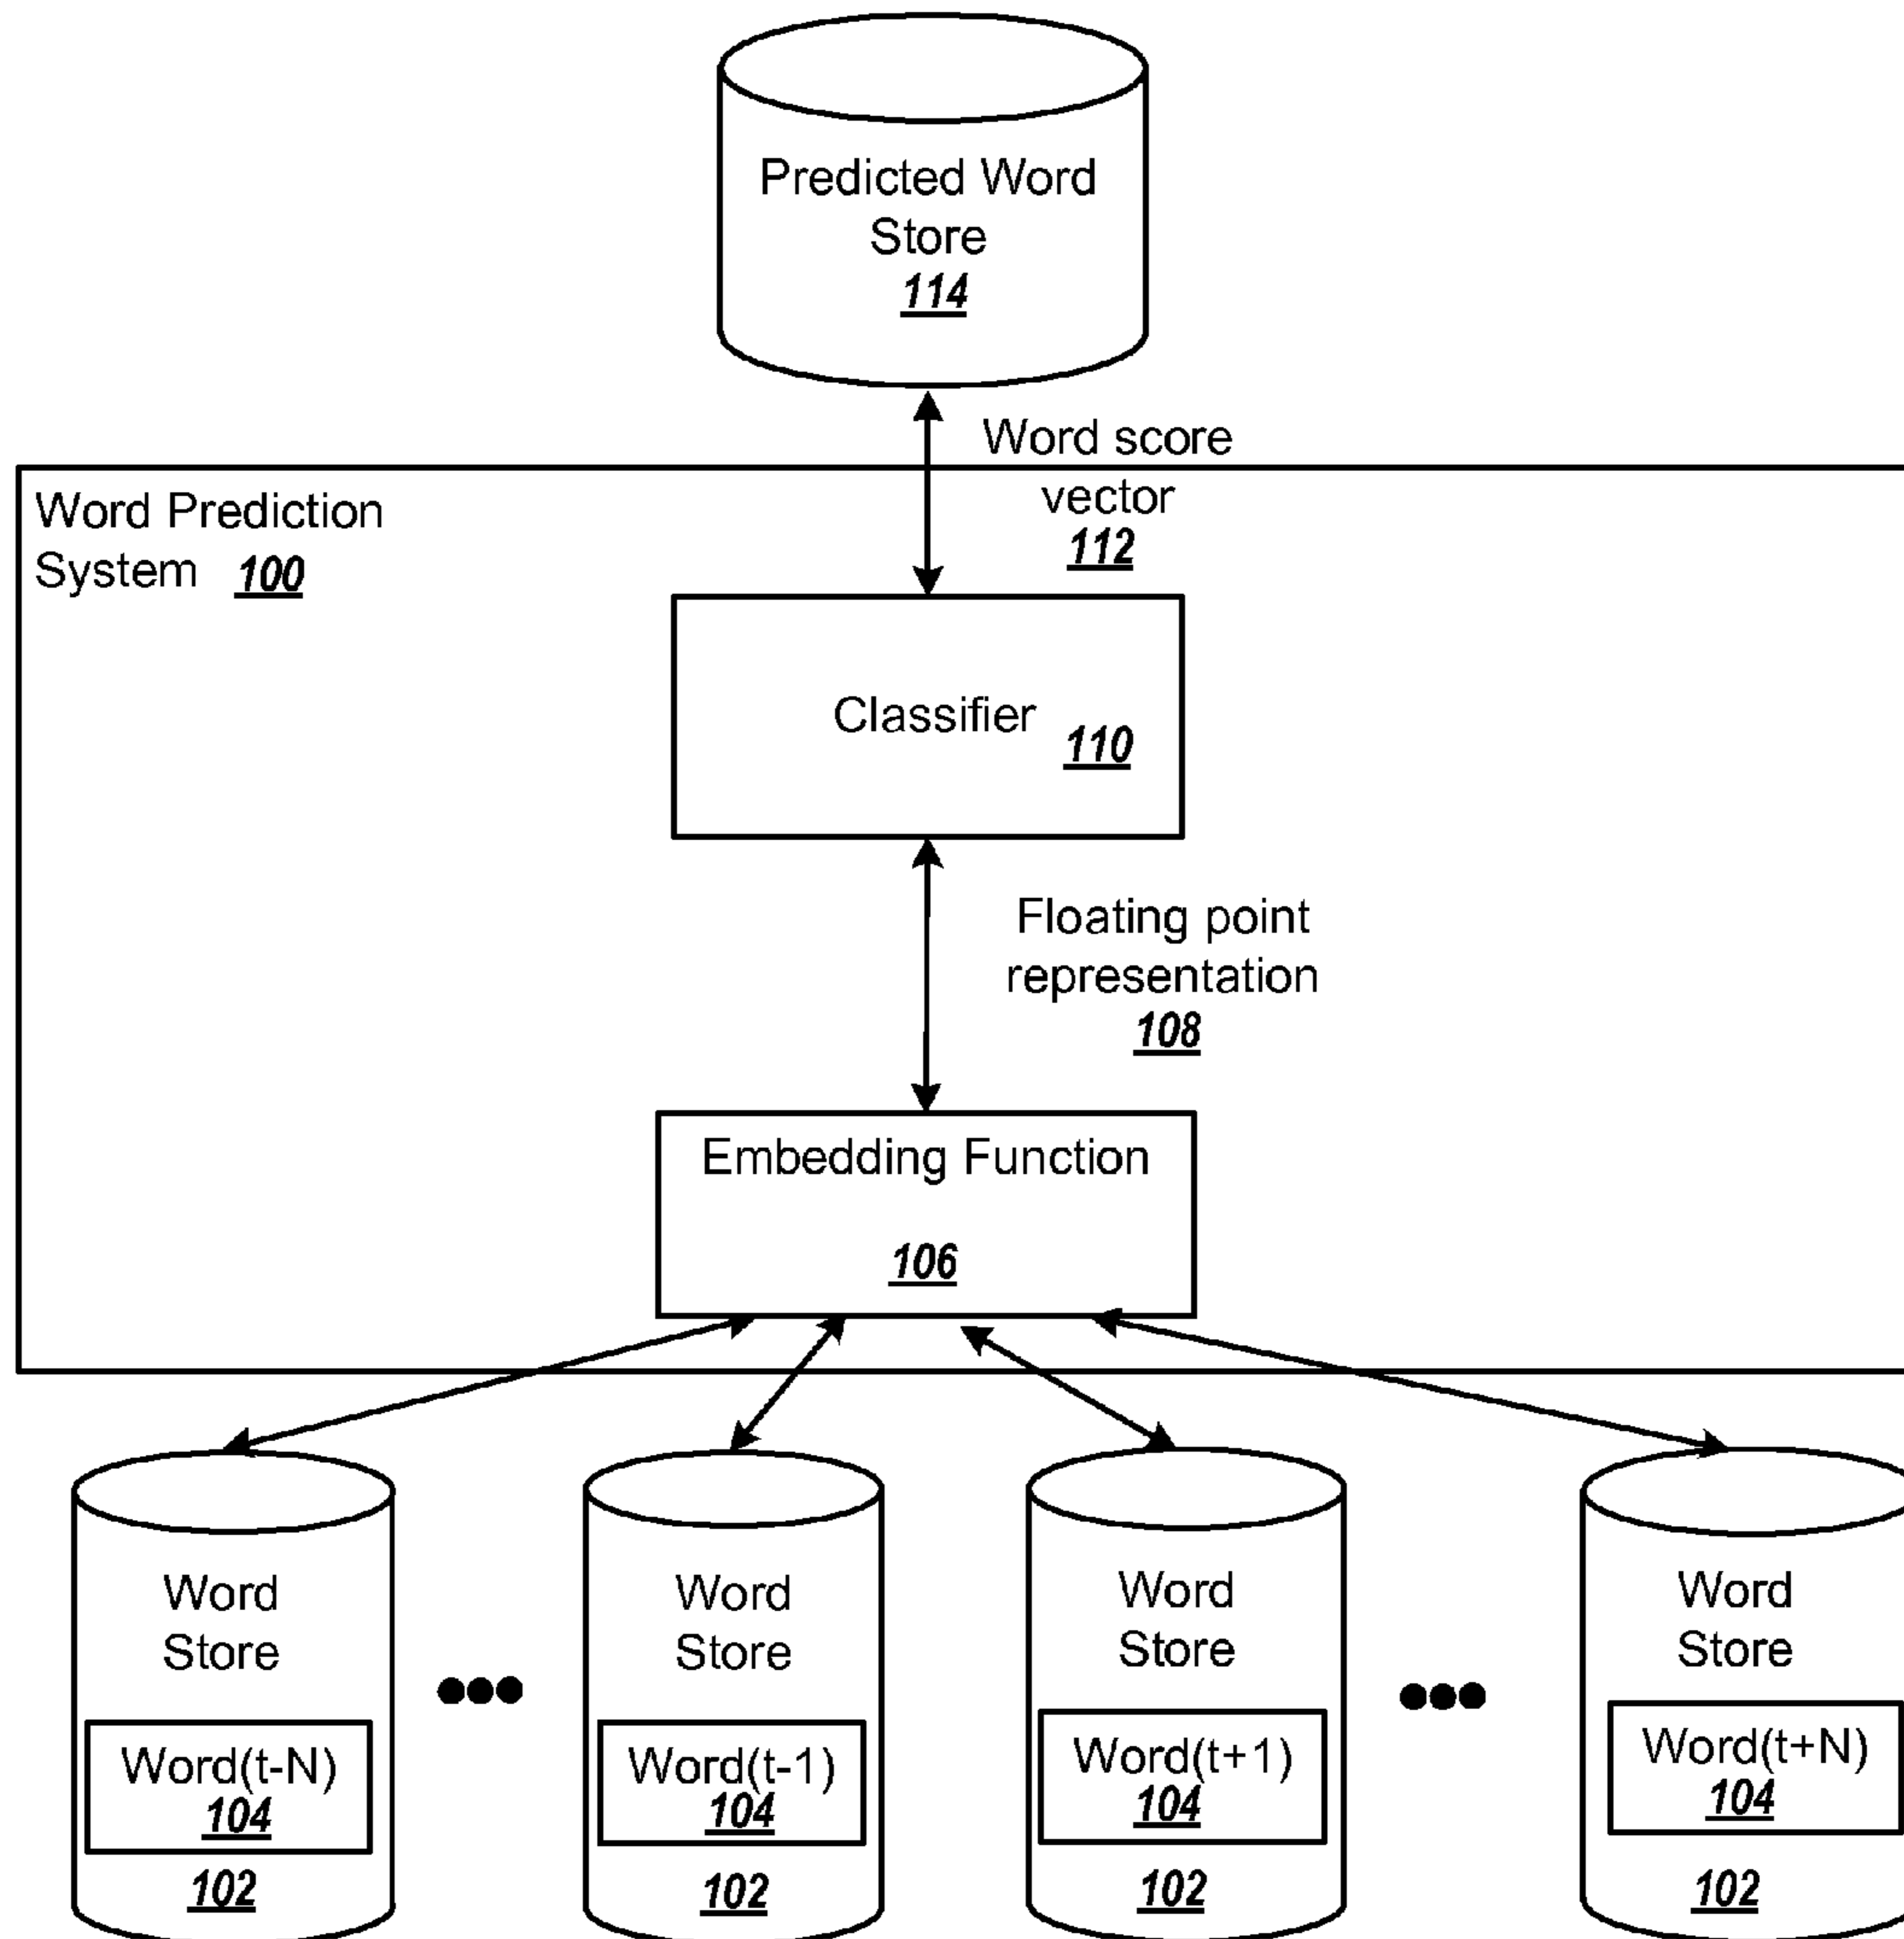 Predicted Word
Store
114
Word score
vector
112
Word Prediction
System 100
Classifier 110
Floating point
representation
108
Embedding Function
106
Word
Store
Word(t-N)
104
102
Word
Store
Word(t-1)
104
102
Word
Store
Word(t+1)
104
102
Word
Store
Word(t+N)
104
102